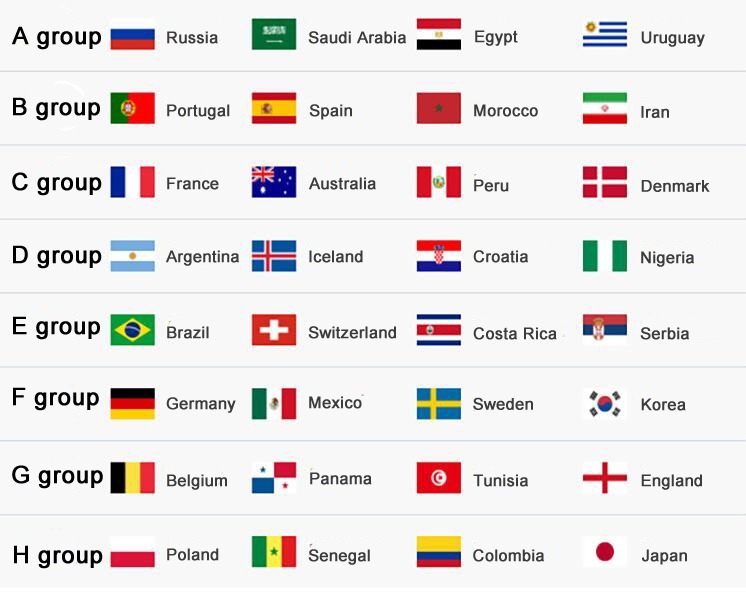 A group Russia Saudi Arabia Egypt Uruguay
B group Portugal Spain Morocco Iran
C group France Australia Peru Denmark
D group Argentina Iceland Croatia Nigeria
E group Brazil Switzerland Costa Rica Serbia
F group Germany Mexico Sweden Korea
G group Belgium Panama Tunisia England
H group Poland Senegal Colombia Japan